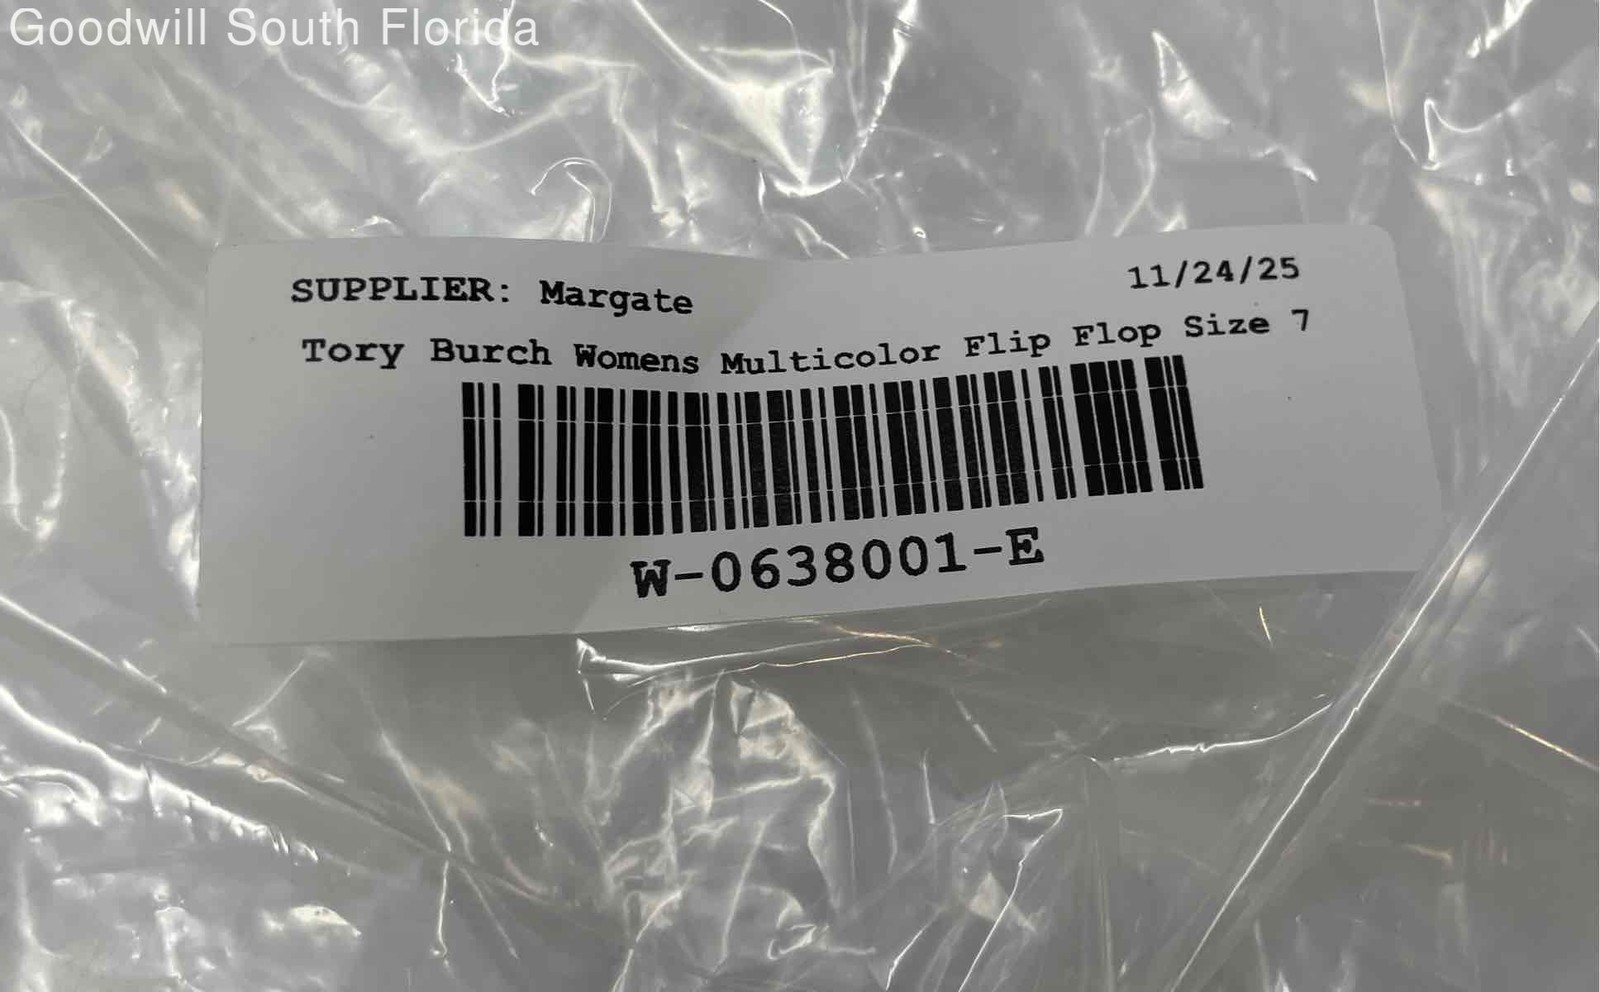 Goodwill South Florida
SUPPLIER: Margate
11/24/25
Tory Burch Womens Multicolor Flip Flop Size 7
W-0638001-E